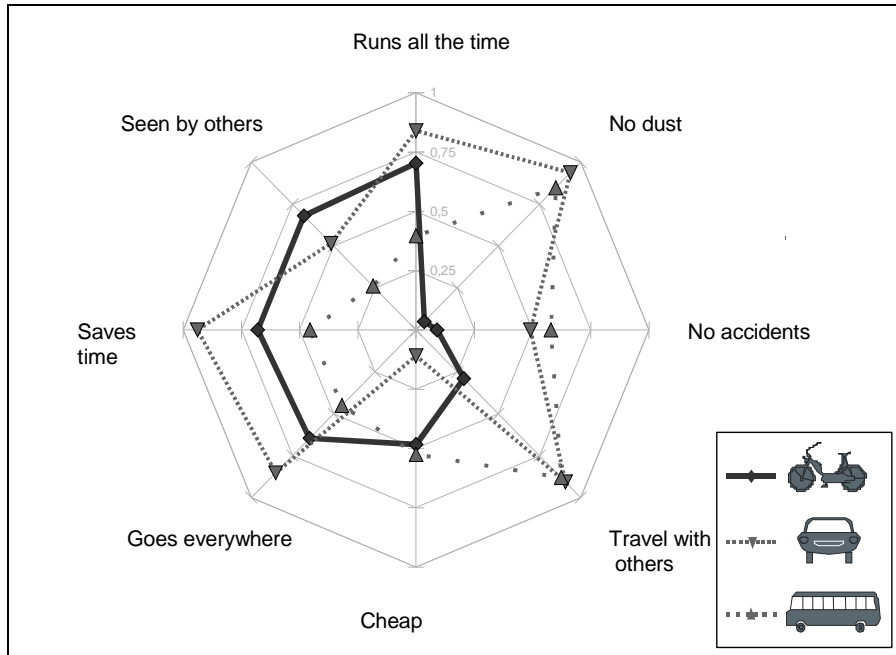 Runs all the time
Seen by others
No dust
1
0,75
0,5
0,25
Saves
time
No accidents
Goes everywhere
Travel with
others
Cheap